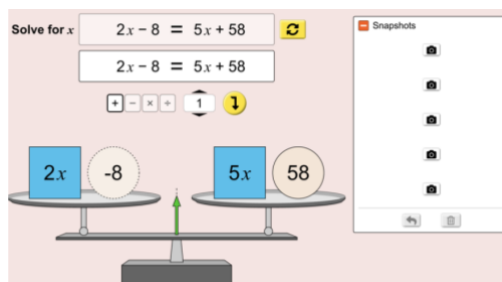 Solve for x
2x − 8 = 5x + 58
2x − 8 = 5x + 58
+ − × ÷ 1
2x -8 5x 58
Snapshots